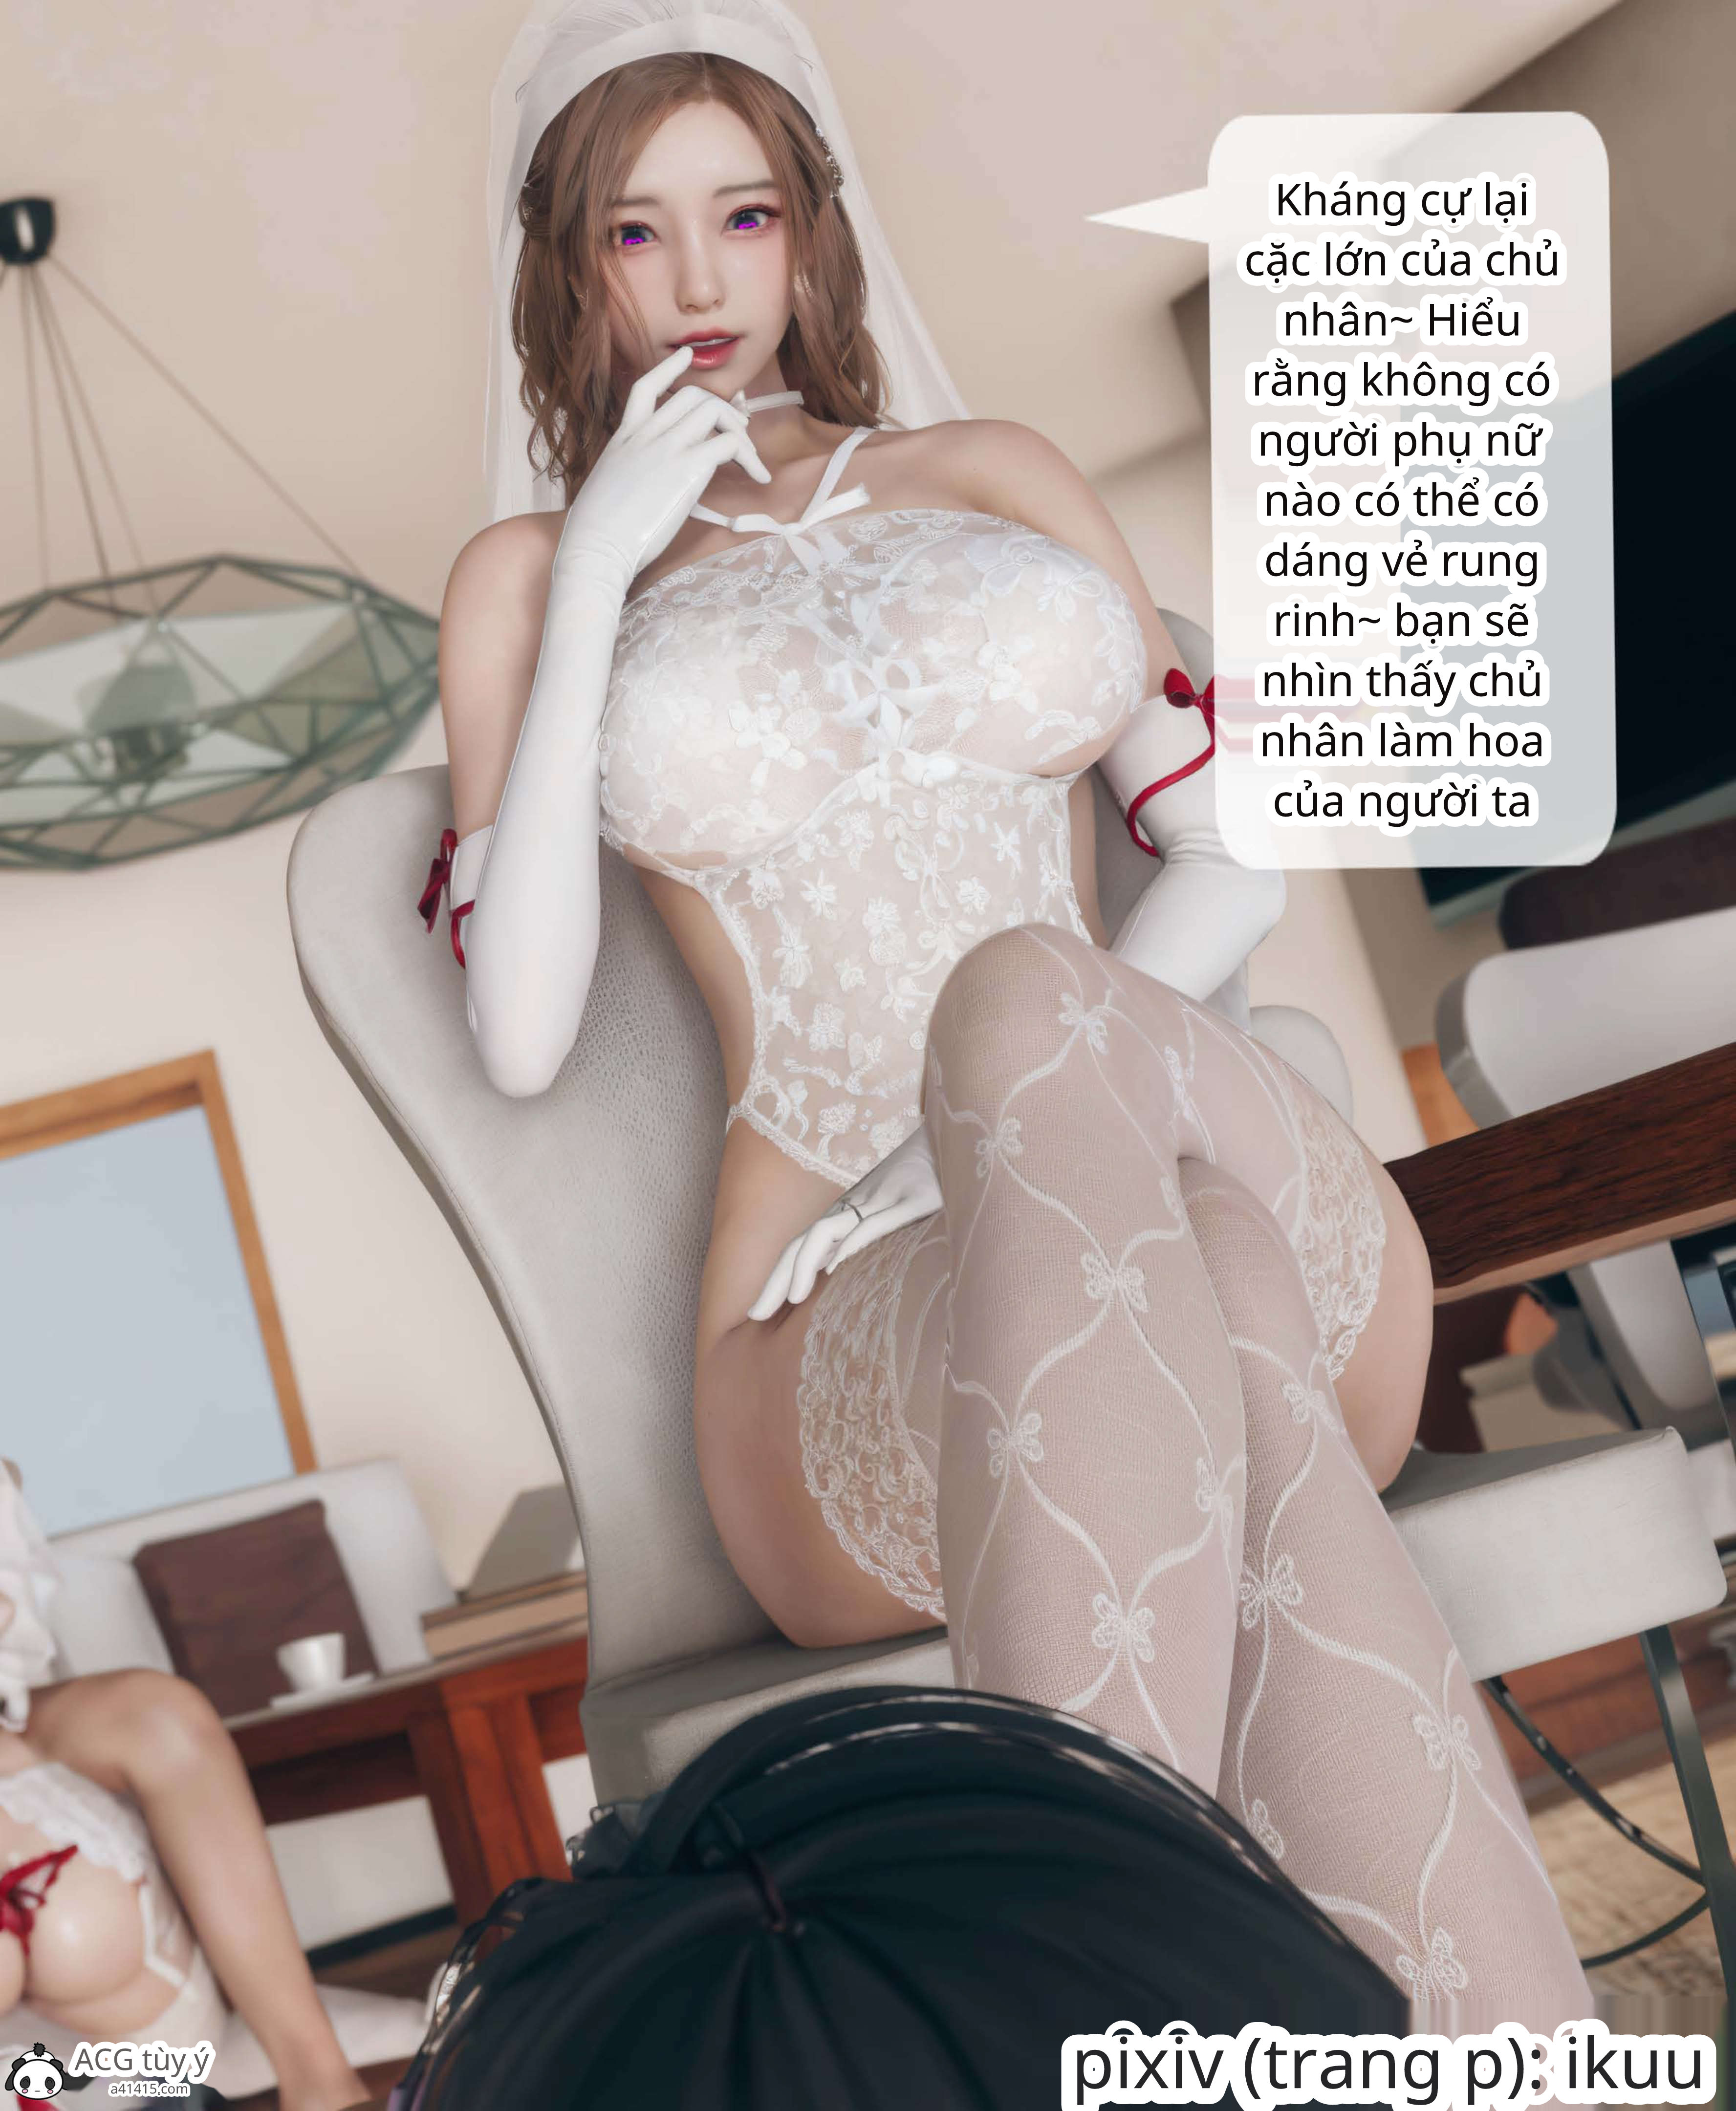 Kháng cự lại
cặc lớn của chủ
nhân~ Hiểu
rằng không có
người phụ nữ
nào có thể có
dáng vẻ rung
rinh~ bạn sẽ
nhìn thấy chủ
nhân làm hoa
của người ta
ACG tùy ý
a41415.com
pixiv (trang p): ikuu